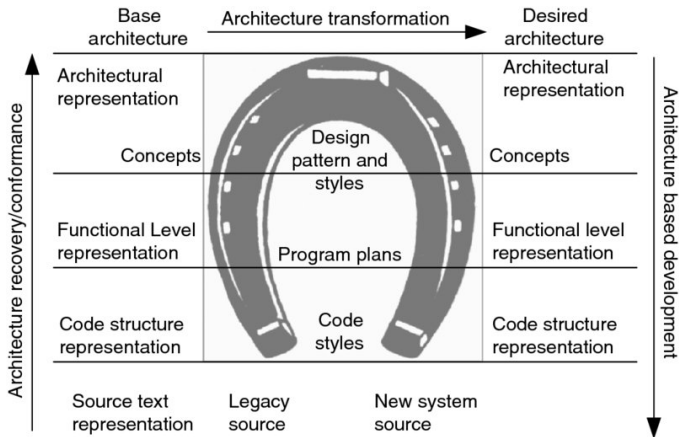 Base
architecture
Architecture transformation
Desired
architecture
Architecture recovery/conformance
Architectural
representation
Architectural
representation
Architecture based development
Concepts
Design
pattern and
styles
Concepts
Functional Level
representation
Program plans
Functional level
representation
Code structure
representation
Code
styles
Code structure
representation
Source text
representation
Legacy
source
New system
source